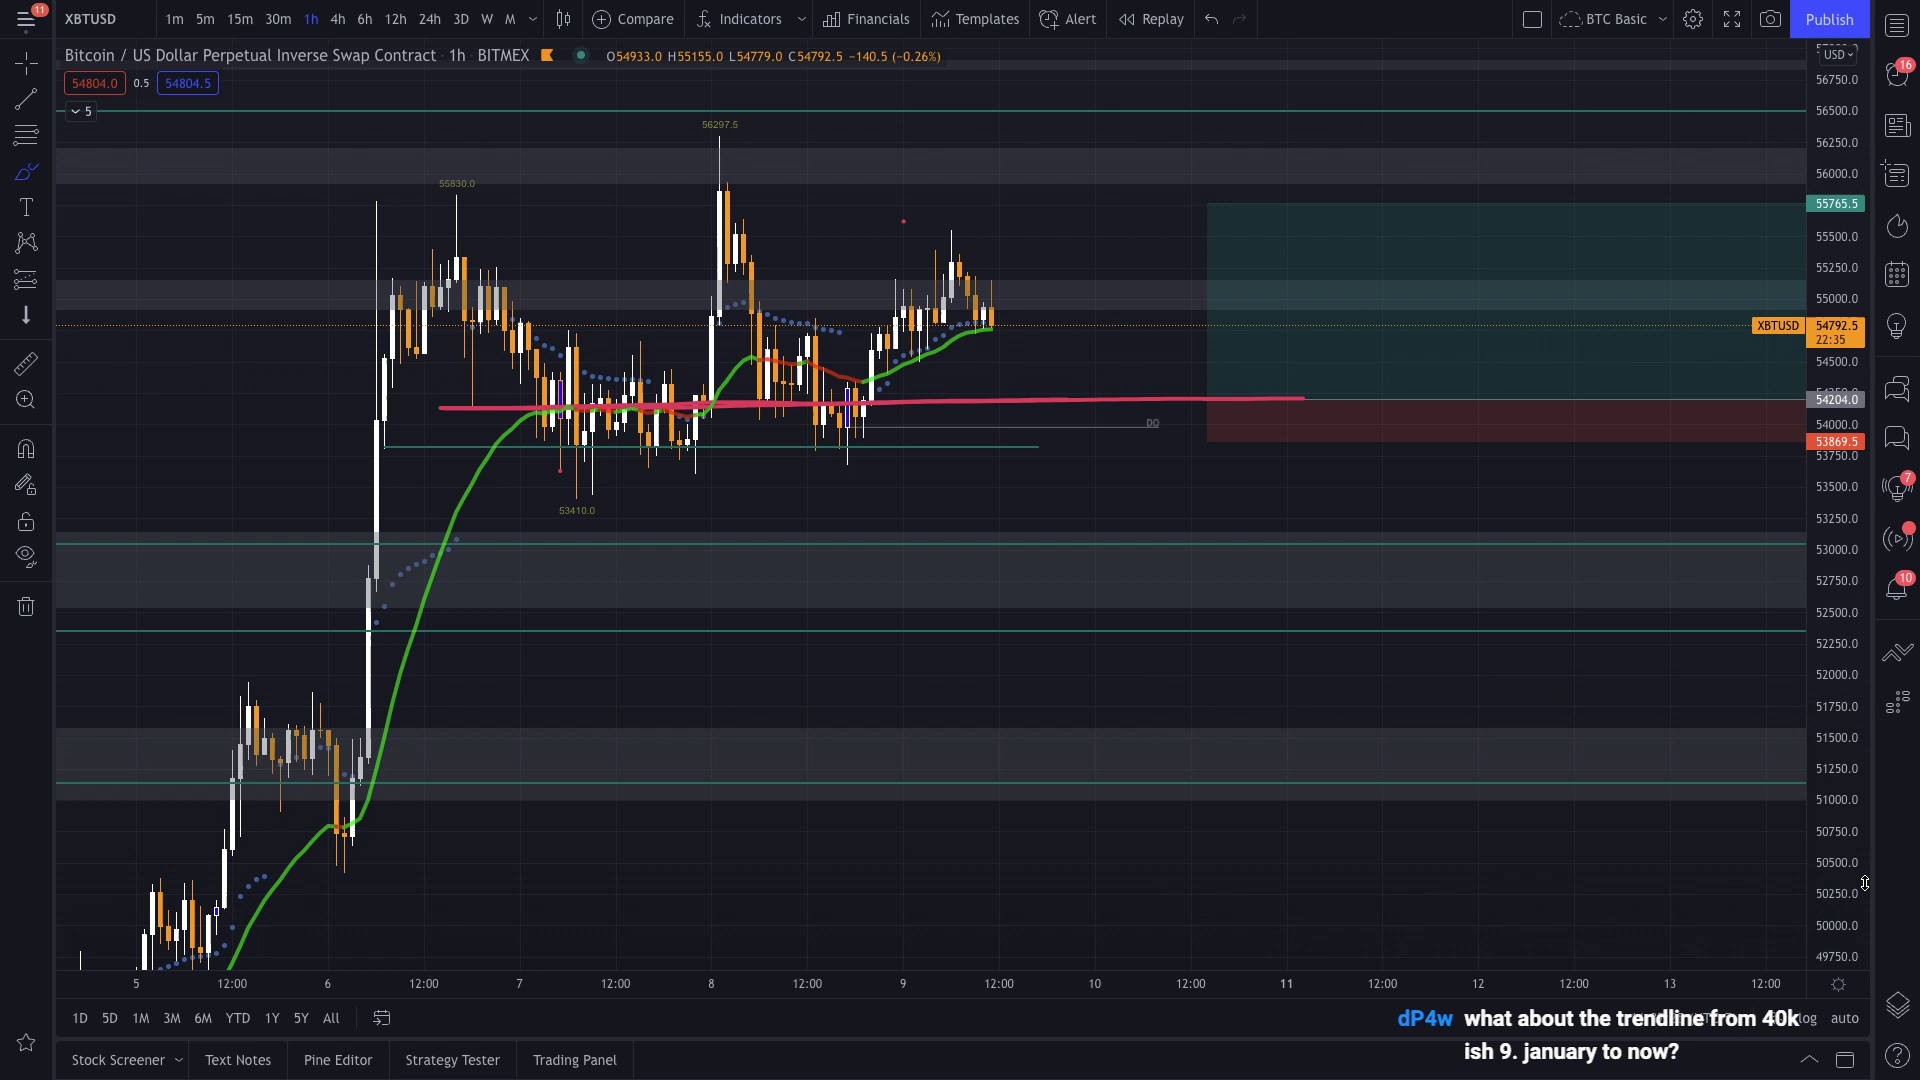 11
XBTUSD
1m 5m 15m 30m 1h 4h 6h 12h 24h 3D W M
Compare
Indicators
Financials
Templates
Alert
Replay
BTC Basic
Publish
Bitcoin / US Dollar Perpetual Inverse Swap Contract · 1h · BITMEX
O54933.0 H55155.0 L54779.0 C54792.5 −140.5 (−0.26%)
USD
54804.0 0.5 54804.5
5
56750.0
56500.0
56250.0
56000.0
55765.5
55500.0
55250.0
55000.0
XBTUSD 54792.5
22:35
54500.0
54204.0
54000.0
53869.5
53750.0
53500.0
53250.0
53000.0
52750.0
52500.0
52250.0
52000.0
51750.0
51500.0
51250.0
51000.0
50750.0
50500.0
50250.0
50000.0
49750.0
56297.5
55830.0
53410.0
DO
16
7
10
5 12:00 6 12:00 7 12:00 8 12:00 9 12:00 10 12:00 11 12:00 12 12:00 13 12:00
1D 5D 1M 3M 6M YTD 1Y 5Y All
log auto
dP4w what about the trendline from 40k
ish 9. january to now?
Stock Screener Text Notes Pine Editor Strategy Tester Trading Panel